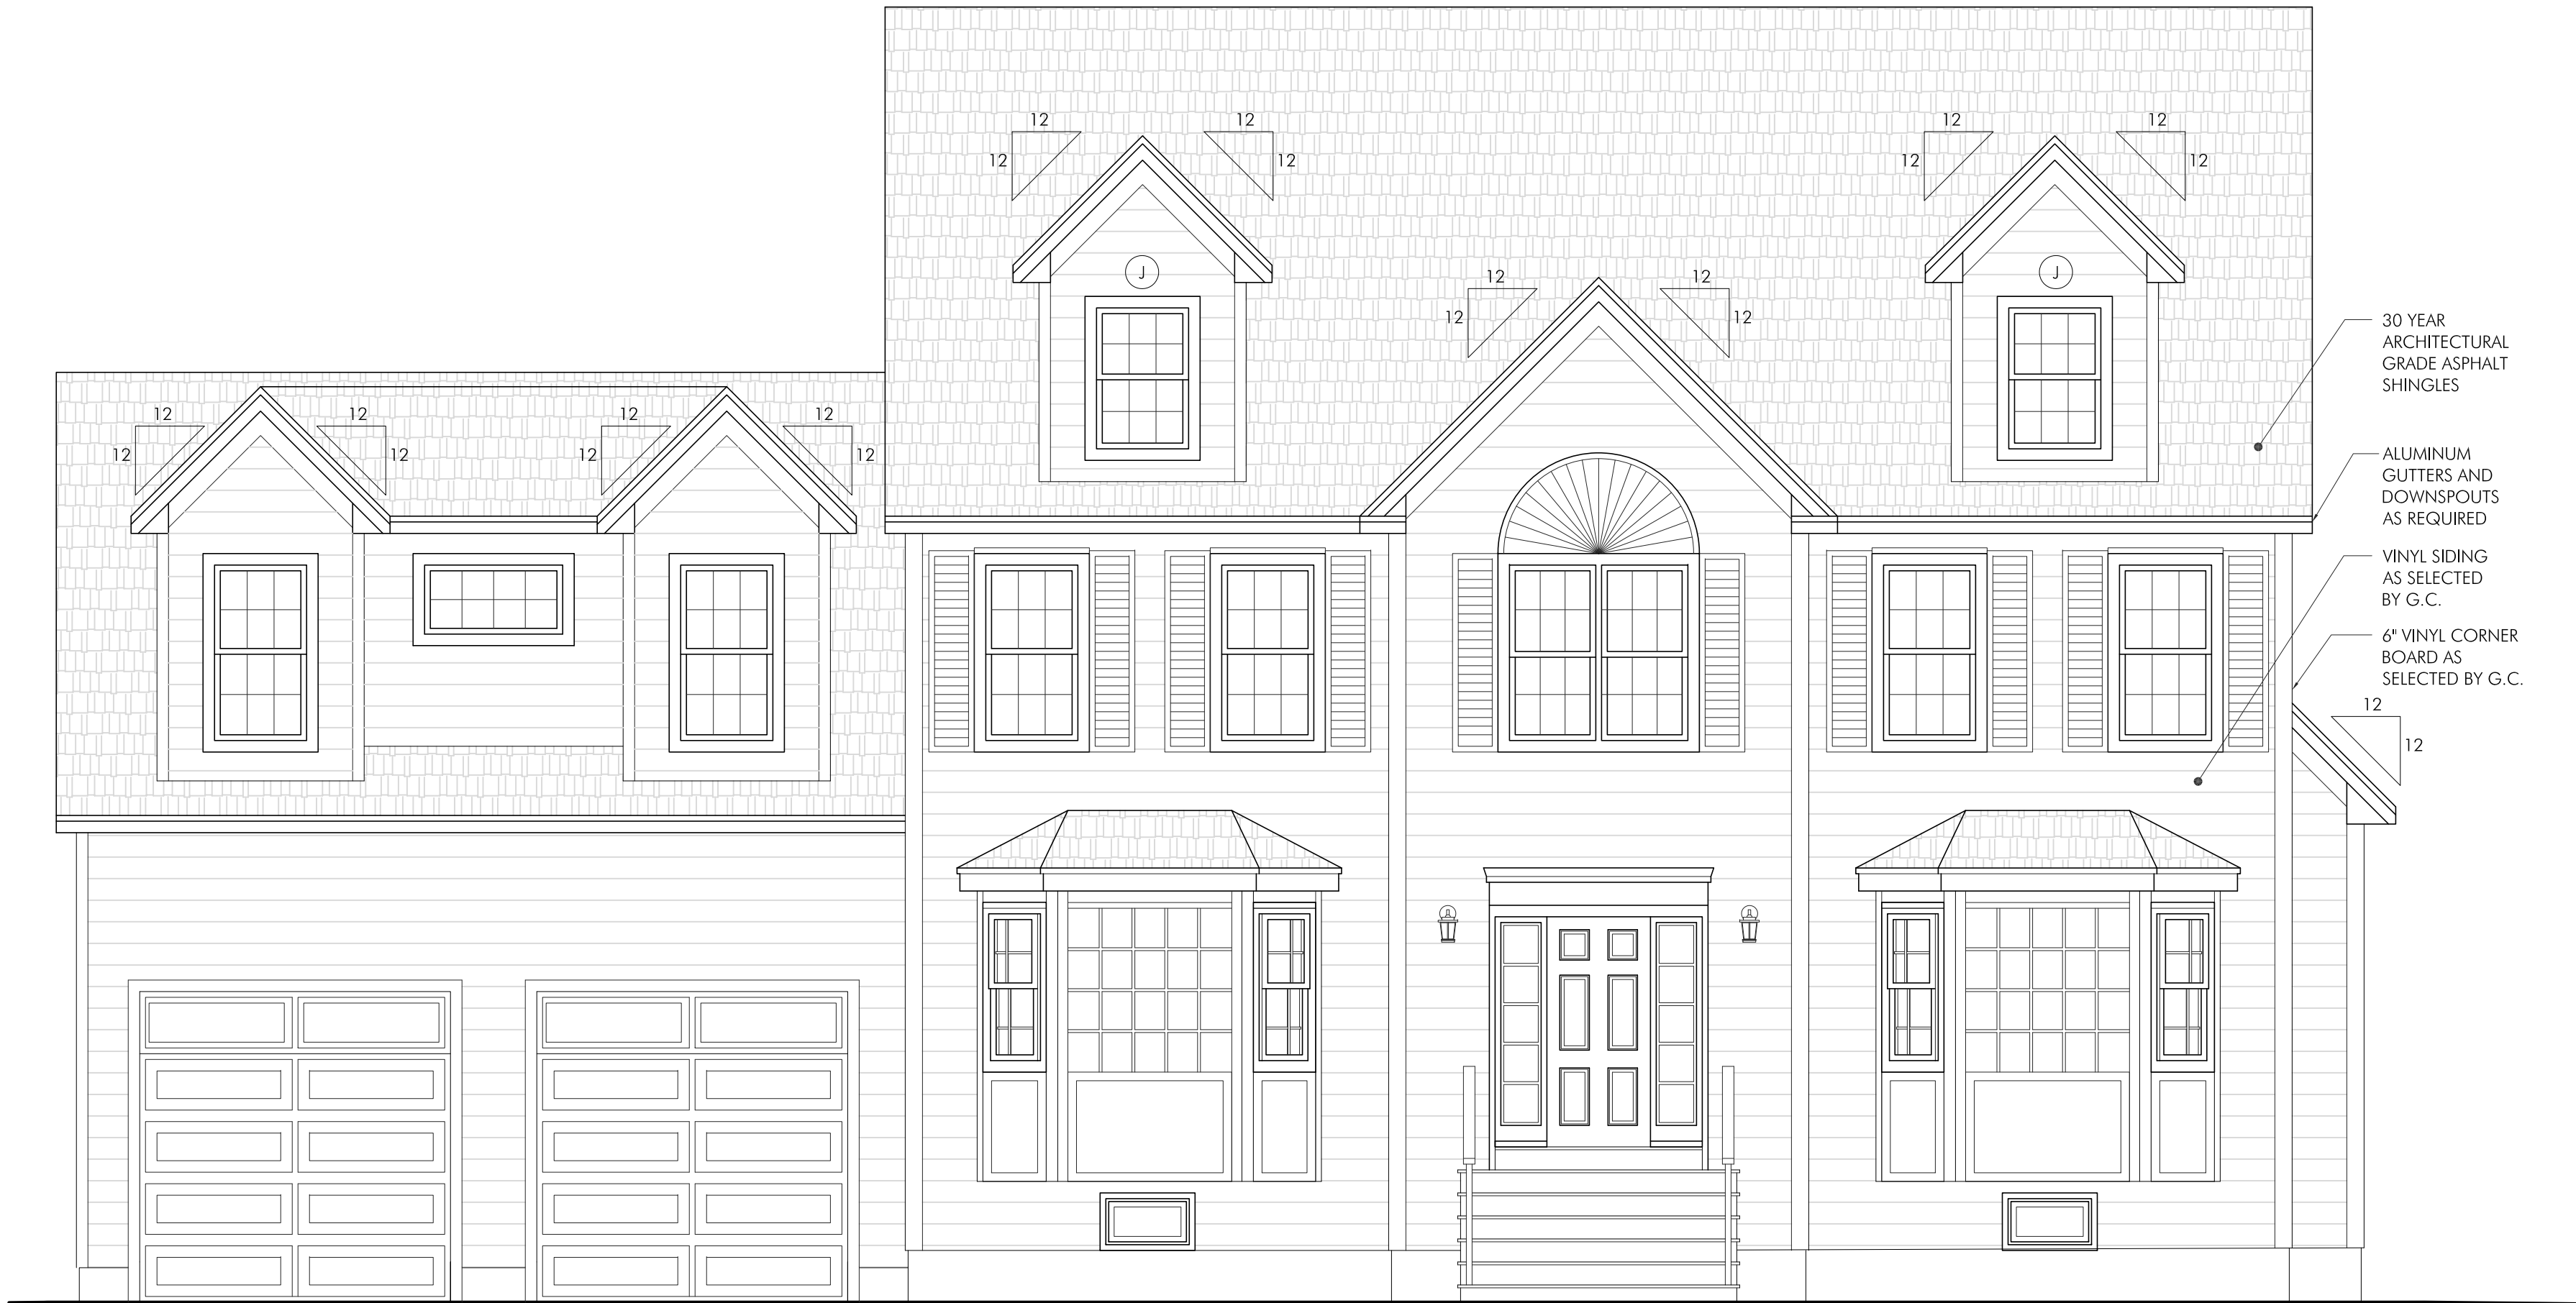 12
12
12
12
12
12
12
12
J
J
12
12
12
12
30 YEAR
ARCHITECTURAL
GRADE ASPHALT
SHINGLES
12
12
12
12
12
12
12
12
ALUMINUM
GUTTERS AND
DOWNSPOUTS
AS REQUIRED
VINYL SIDING
AS SELECTED
BY G.C.
6" VINYL CORNER
BOARD AS
SELECTED BY G.C.
12
12